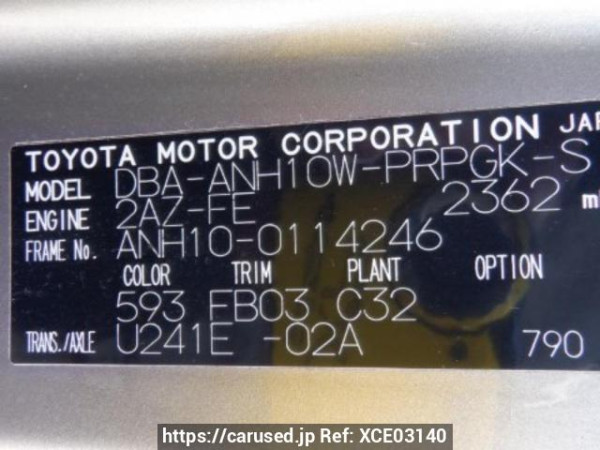 TOYOTA MOTOR CORPORATION JAP
MODEL DBA-ANH10W-PRPGK-S
ENGINE 2AZ-FE 2362 m
FRAME No. ANH10-0114246
COLOR TRIM PLANT OPTION
593 FB03 C32
TRANS./AXLE U241E -02A 790
https://carused.jp Ref: XCE03140